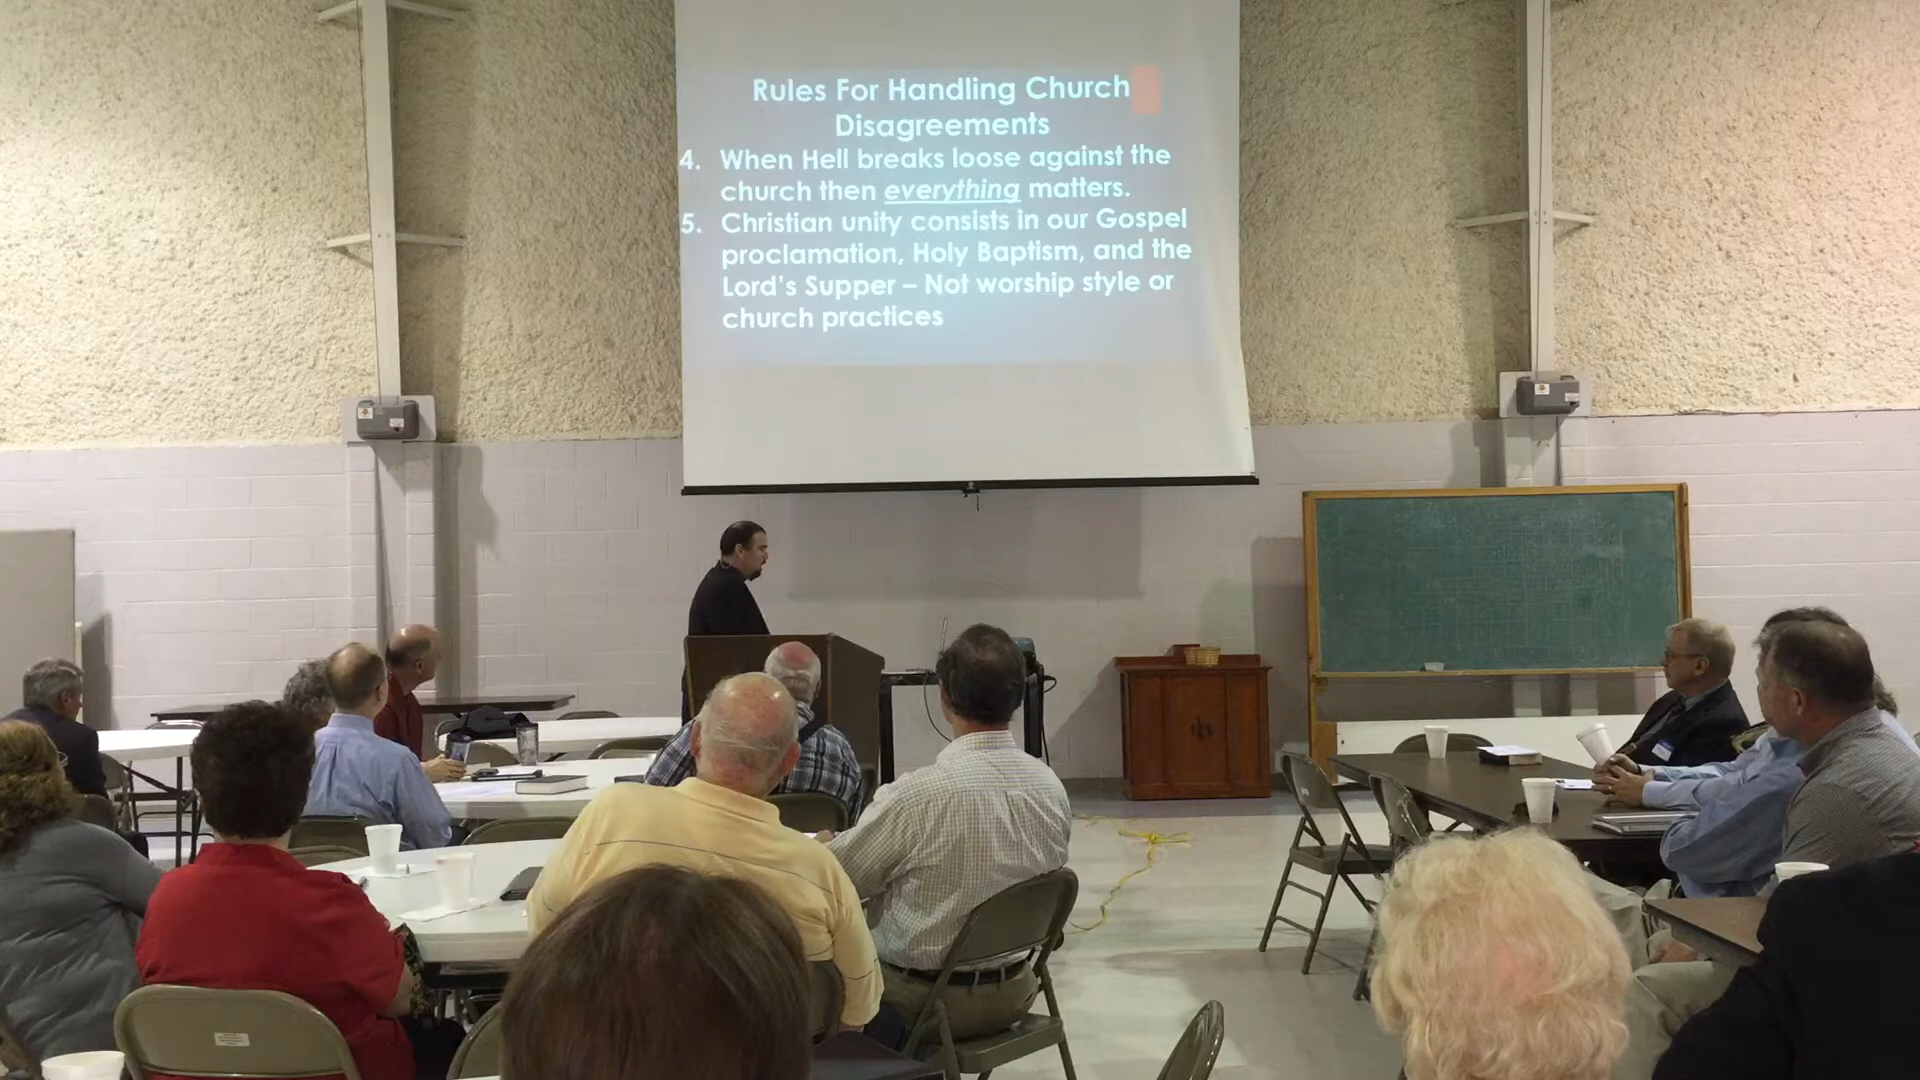 Rules For Handling Church
Disagreements
4. When Hell breaks loose against the
church then everything matters.
5. Christian unity consists in our Gospel
proclamation, Holy Baptism, and the
Lord's Supper – Not worship style or
church practices